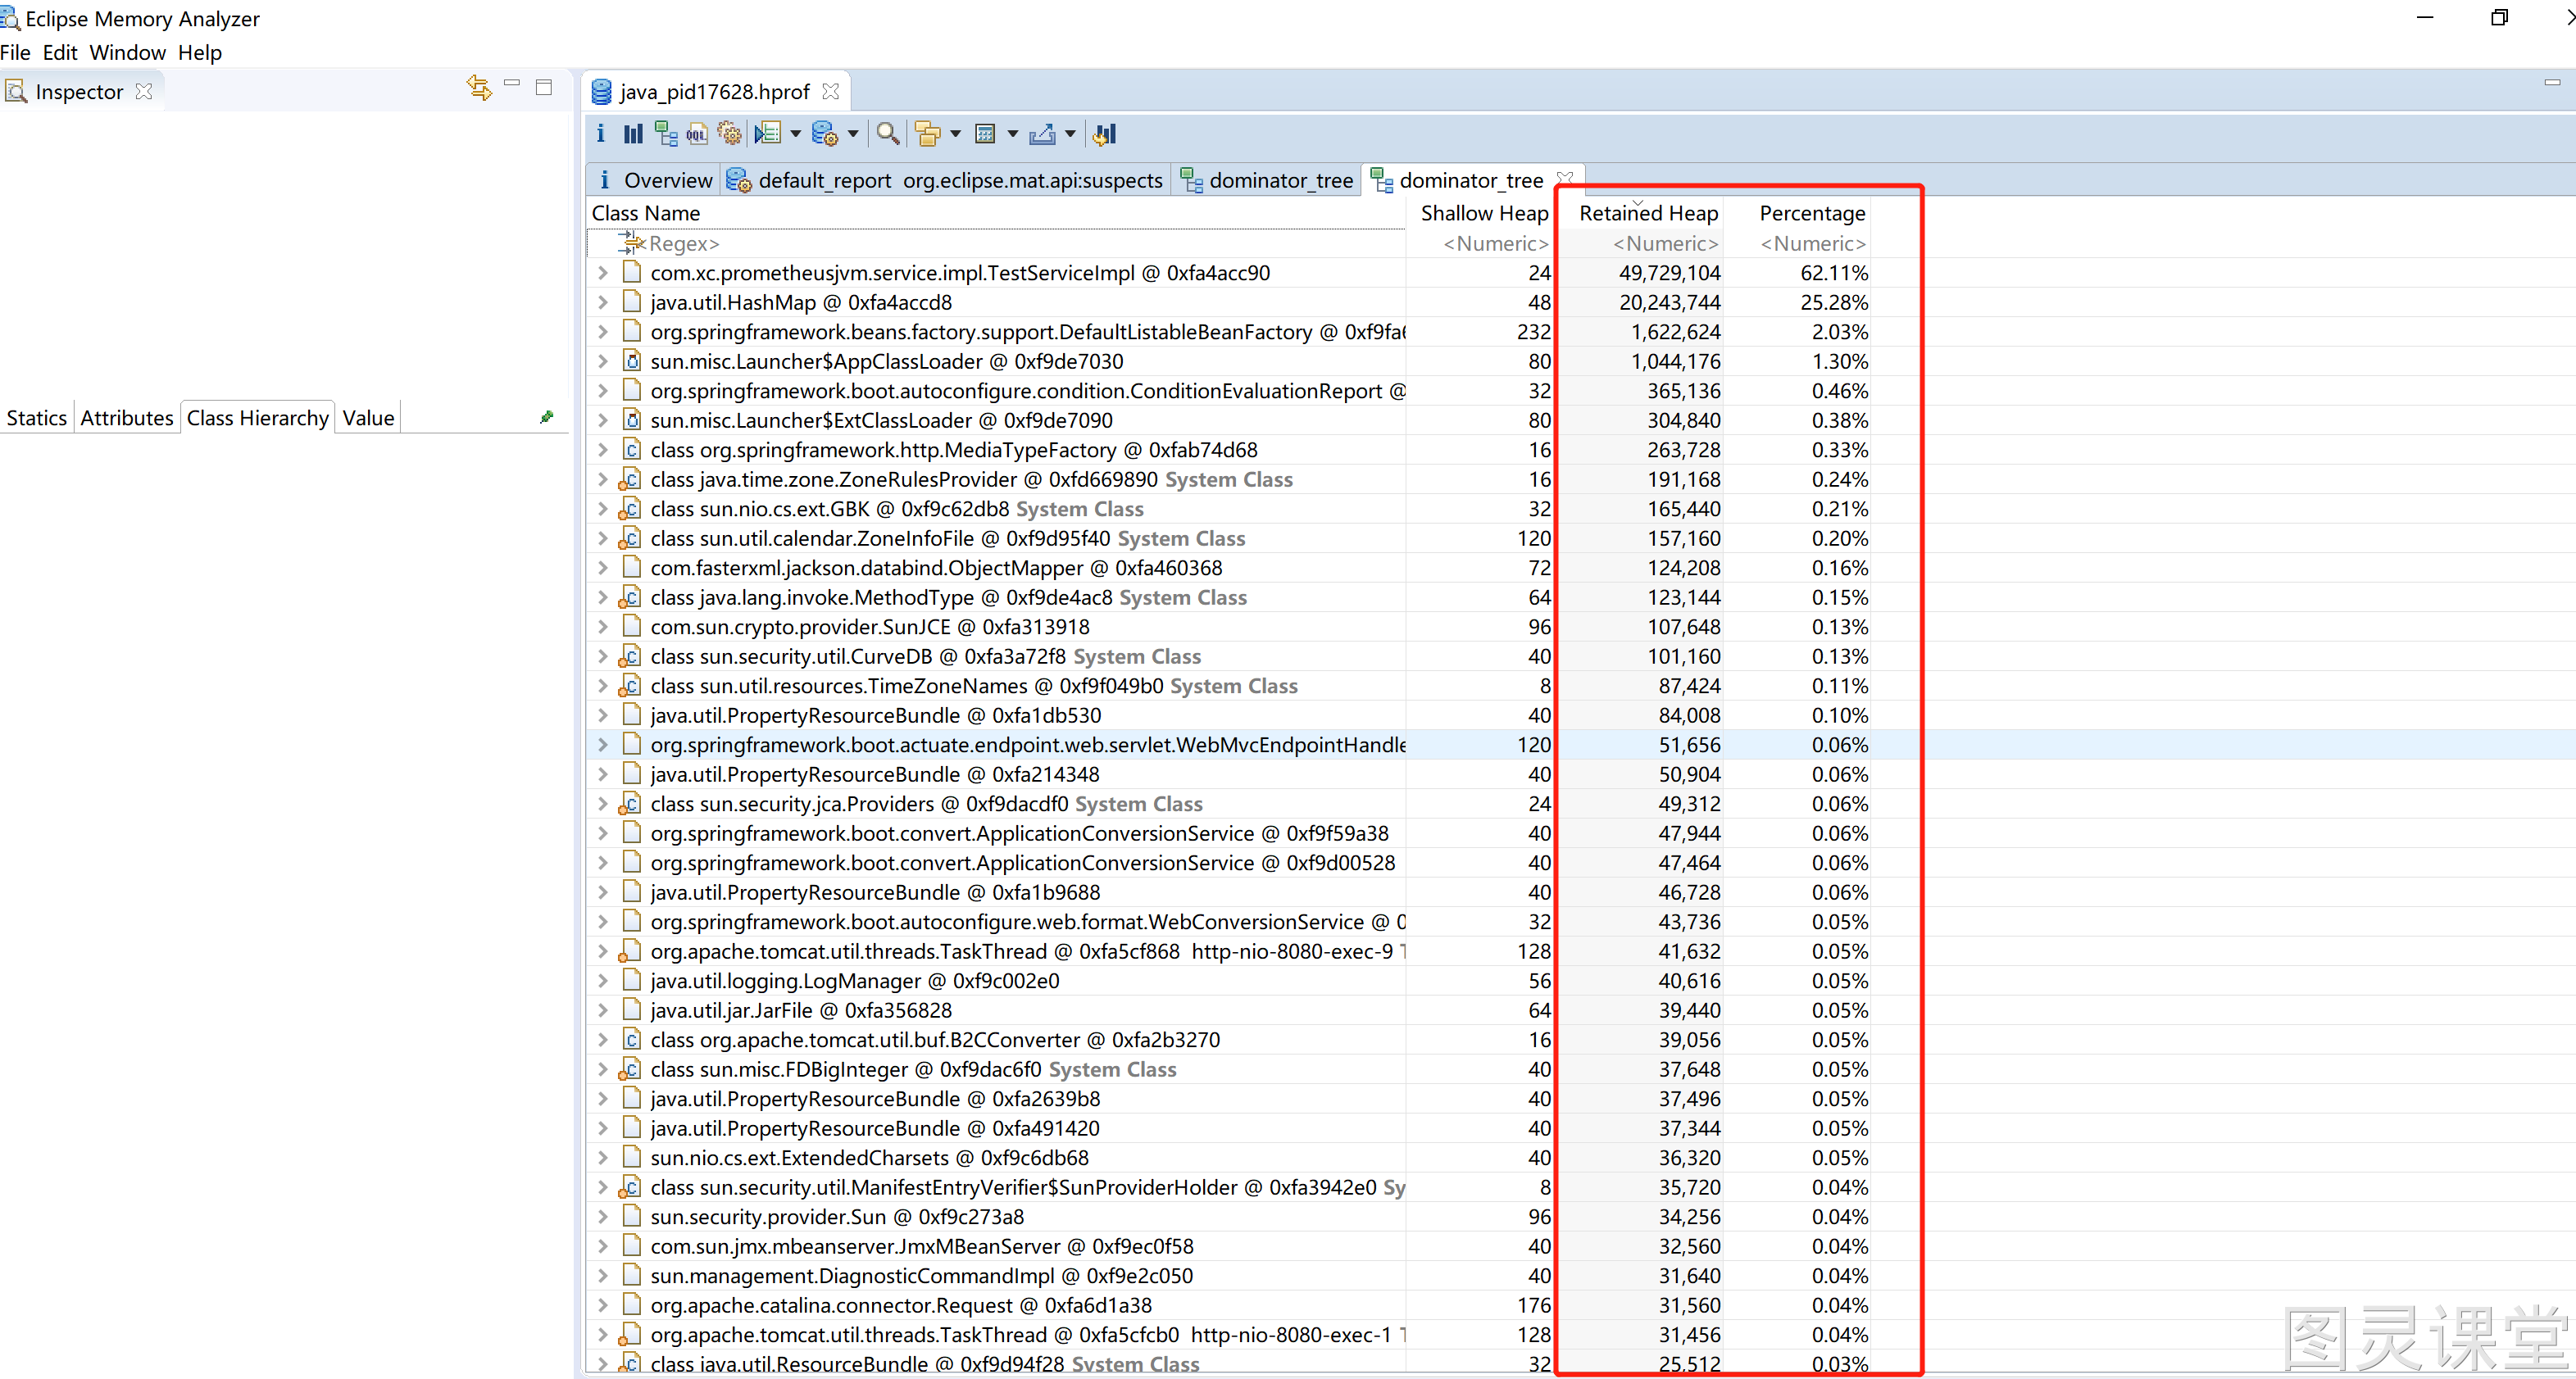 Eclipse Memory Analyzer
File Edit Window Help
Inspector
Statics Attributes Class Hierarchy Value
java_pid17628.hprof
i OQL
i Overview default_report org.eclipse.mat.api:suspects dominator_tree dominator_tree
Class Name Shallow Heap Retained Heap Percentage
<Regex> <Numeric> <Numeric> <Numeric>
com.xc.prometheusjvm.service.impl.TestServiceImpl @ 0xfa4acc90 24 49,729,104 62.11%
java.util.HashMap @ 0xfa4accd8 48 20,243,744 25.28%
org.springframework.beans.factory.support.DefaultListableBeanFactory @ 0xf9fa6 232 1,622,624 2.03%
sun.misc.Launcher$AppClassLoader @ 0xf9de7030 80 1,044,176 1.30%
org.springframework.boot.autoconfigure.condition.ConditionEvaluationReport @ 32 365,136 0.46%
sun.misc.Launcher$ExtClassLoader @ 0xf9de7090 80 304,840 0.38%
class org.springframework.http.MediaTypeFactory @ 0xfab74d68 16 263,728 0.33%
class java.time.zone.ZoneRulesProvider @ 0xfd669890 System Class 16 191,168 0.24%
class sun.nio.cs.ext.GBK @ 0xf9c62db8 System Class 32 165,440 0.21%
class sun.util.calendar.ZoneInfoFile @ 0xf9d95f40 System Class 120 157,160 0.20%
com.fasterxml.jackson.databind.ObjectMapper @ 0xfa460368 72 124,208 0.16%
class java.lang.invoke.MethodType @ 0xf9de4ac8 System Class 64 123,144 0.15%
com.sun.crypto.provider.SunJCE @ 0xfa313918 96 107,648 0.13%
class sun.security.util.CurveDB @ 0xfa3a72f8 System Class 40 101,160 0.13%
class sun.util.resources.TimeZoneNames @ 0xf9f049b0 System Class 8 87,424 0.11%
java.util.PropertyResourceBundle @ 0xfa1db530 40 84,008 0.10%
org.springframework.boot.actuate.endpoint.web.servlet.WebMvcEndpointHandle 120 51,656 0.06%
java.util.PropertyResourceBundle @ 0xfa214348 40 50,904 0.06%
class sun.security.jca.Providers @ 0xf9dacdf0 System Class 24 49,312 0.06%
org.springframework.boot.convert.ApplicationConversionService @ 0xf9f59a38 40 47,944 0.06%
org.springframework.boot.convert.ApplicationConversionService @ 0xf9d00528 40 47,464 0.06%
java.util.PropertyResourceBundle @ 0xfa1b9688 40 46,728 0.06%
org.springframework.boot.autoconfigure.web.format.WebConversionService @ 0 32 43,736 0.05%
org.apache.tomcat.util.threads.TaskThread @ 0xfa5cf868 http-nio-8080-exec-9 T 128 41,632 0.05%
java.util.logging.LogManager @ 0xf9c002e0 56 40,616 0.05%
java.util.jar.JarFile @ 0xfa356828 64 39,440 0.05%
class org.apache.tomcat.util.buf.B2CConverter @ 0xfa2b3270 16 39,056 0.05%
class sun.misc.FDBigInteger @ 0xf9dac6f0 System Class 40 37,648 0.05%
java.util.PropertyResourceBundle @ 0xfa2639b8 40 37,496 0.05%
java.util.PropertyResourceBundle @ 0xfa491420 40 37,344 0.05%
sun.nio.cs.ext.ExtendedCharsets @ 0xf9c6db68 40 36,320 0.05%
class sun.security.util.ManifestEntryVerifier$SunProviderHolder @ 0xfa3942e0 Sy 8 35,720 0.04%
sun.security.provider.Sun @ 0xf9c273a8 96 34,256 0.04%
com.sun.jmx.mbeanserver.JmxMBeanServer @ 0xf9ec0f58 40 32,560 0.04%
sun.management.DiagnosticCommandImpl @ 0xf9e2c050 40 31,640 0.04%
org.apache.catalina.connector.Request @ 0xfa6d1a38 176 31,560 0.04%
org.apache.tomcat.util.threads.TaskThread @ 0xfa5cfcb0 http-nio-8080-exec-1 T 128 31,456 0.04%
class java.util.ResourceBundle @ 0xf9d94f28 System Class 32 25,512 0.03%
图灵课堂